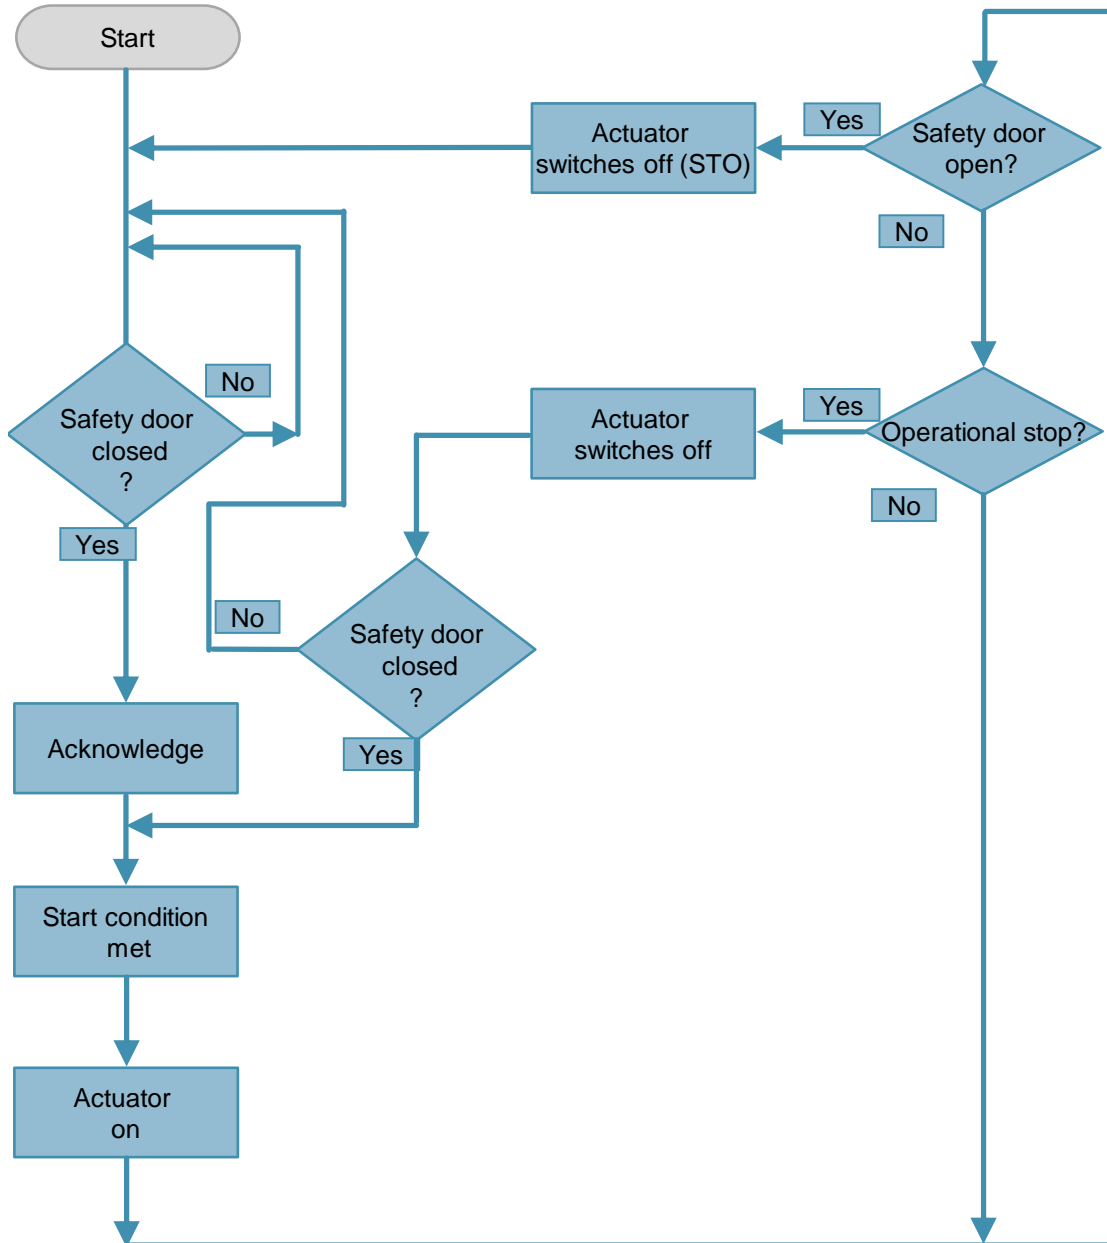 Start
Actuator
switches off (STO)
Yes
Safety door
open?
No
No
Safety door
closed
?
Yes
Actuator
switches off
Yes
Operational stop?
No
No
Safety door
closed
?
Yes
Acknowledge
Start condition
met
Actuator
on